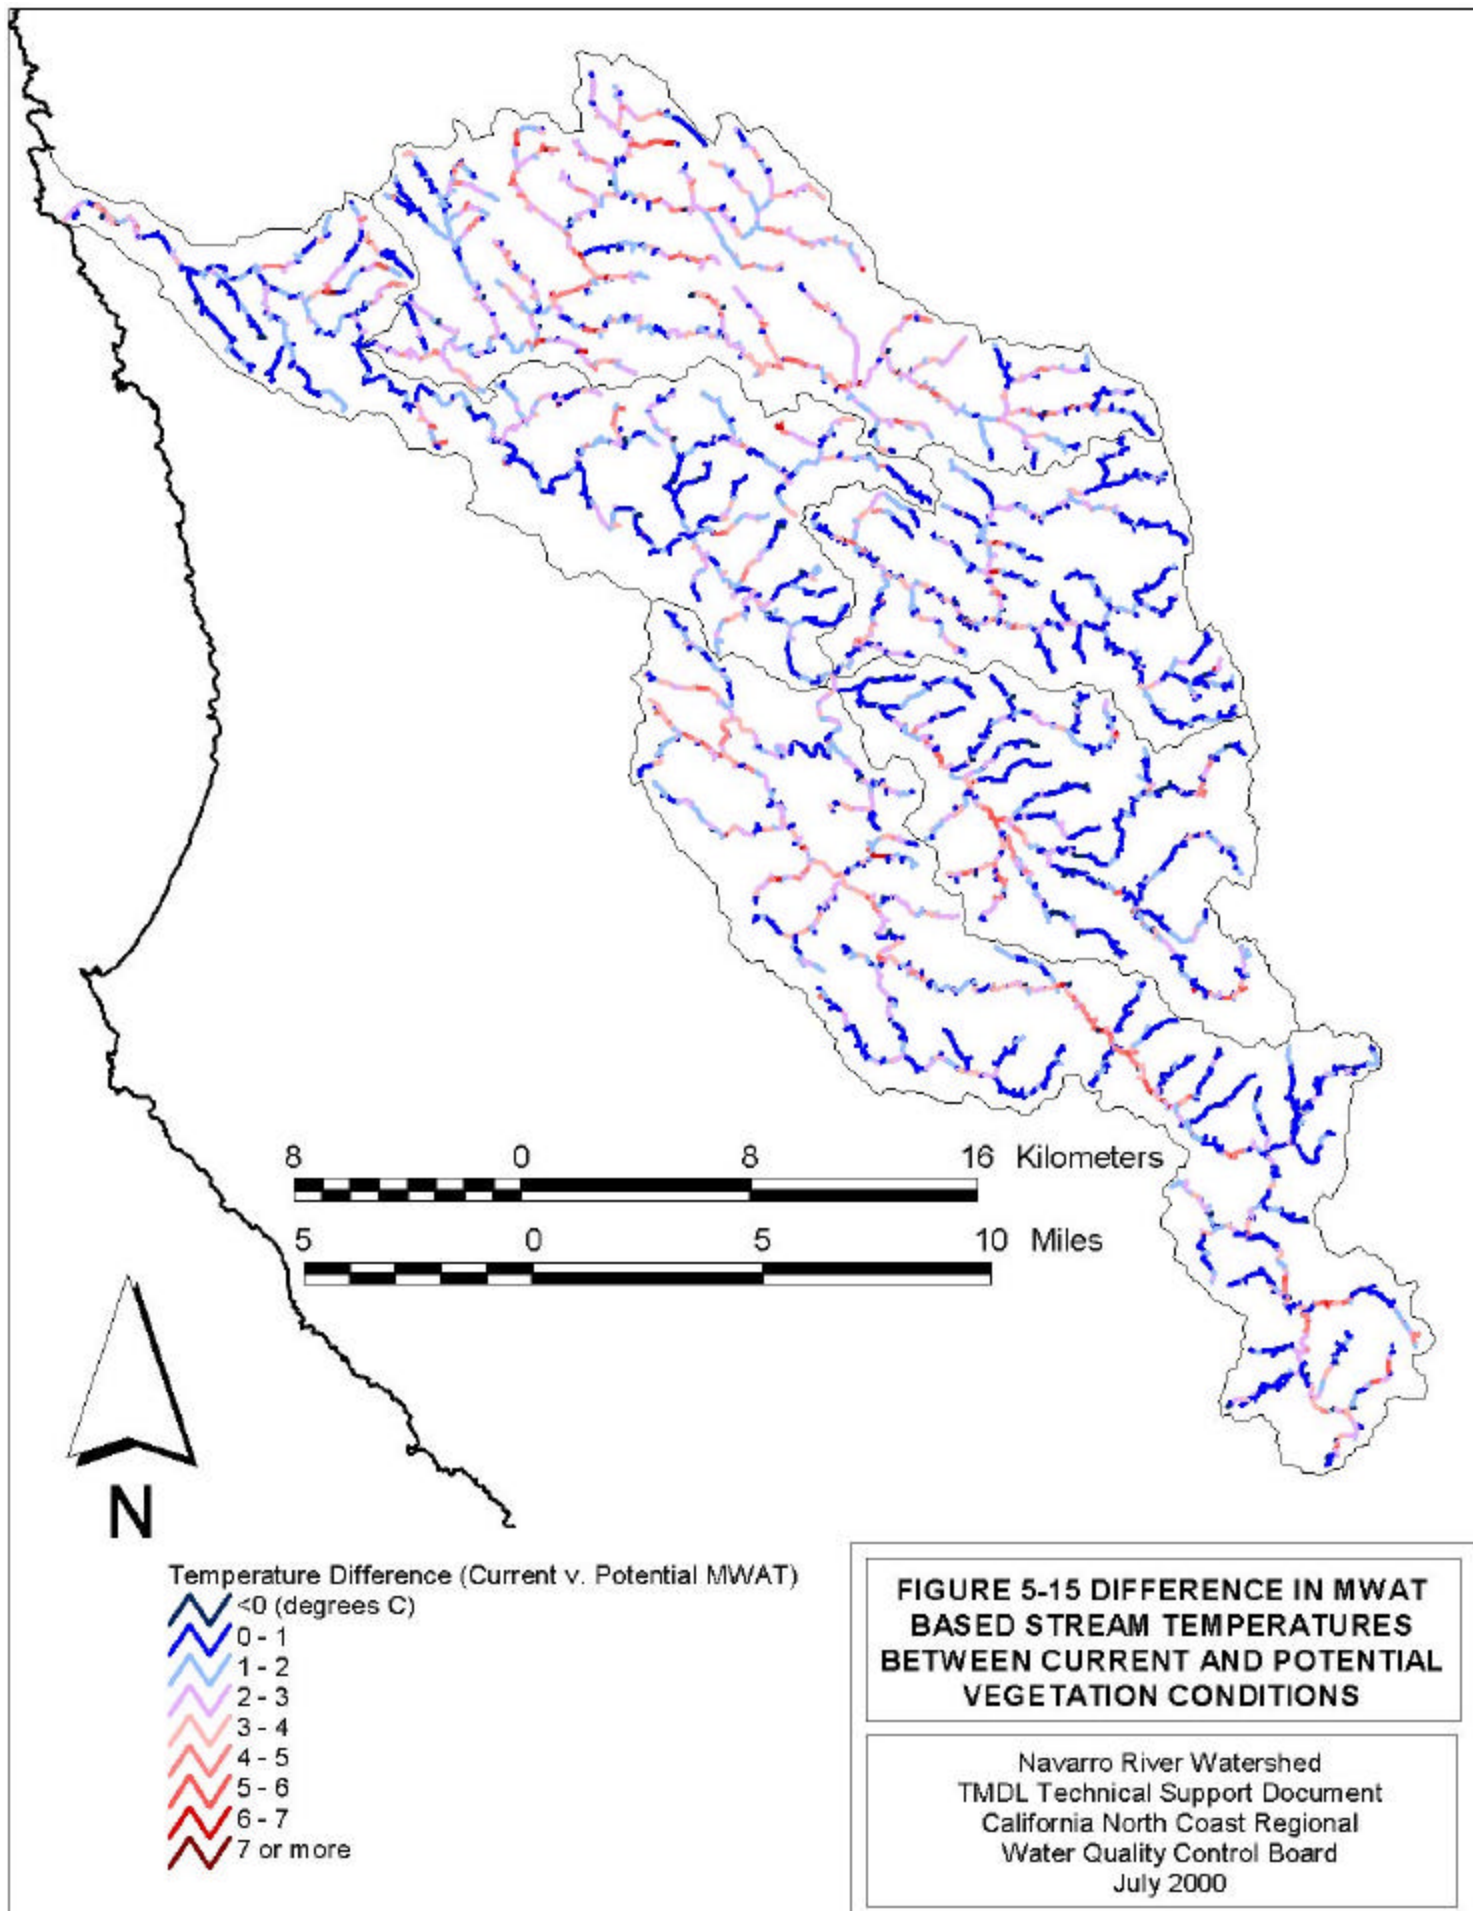 8 0 8 16 Kilometers
5 0 5 10 Miles
N
Temperature Difference (Current v. Potential MWAT)
<0 (degrees C)
0 - 1
1 - 2
2 - 3
3 - 4
4 - 5
5 - 6
6 - 7
7 or more
FIGURE 5-15 DIFFERENCE IN MWAT
BASED STREAM TEMPERATURES
BETWEEN CURRENT AND POTENTIAL
VEGETATION CONDITIONS
Navarro River Watershed
TMDL Technical Support Document
California North Coast Regional
Water Quality Control Board
July 2000